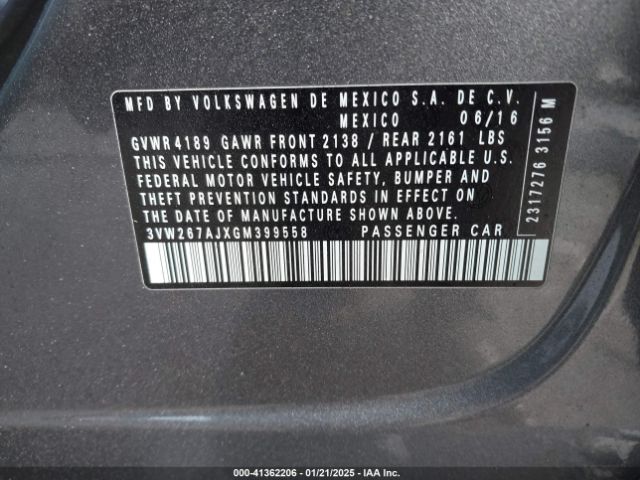 MFD BY VOLKSWAGEN DE MEXICO S.A. DE C.V.
MEXICO 06/16
GVWR 4189 GAWR FRONT 2138 / REAR 2161 LBS
THIS VEHICLE CONFORMS TO ALL APPLICABLE U.S.
FEDERAL MOTOR VEHICLE SAFETY, BUMPER AND
THEFT PREVENTION STANDARDS IN EFFECT ON
THE DATE OF MANUFACTURE SHOWN ABOVE.
3VW267AJXGM399558 PASSENGER CAR
2317276 3156 M
000-41362206 - 01/21/2025 - IAA Inc.